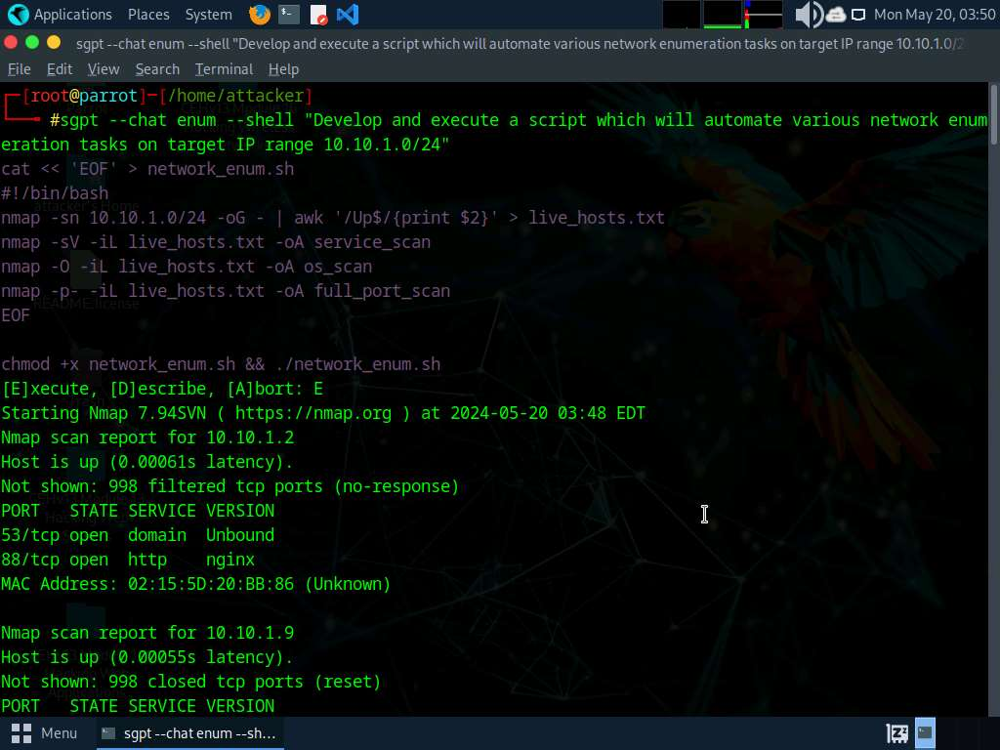 Applications Places System Mon May 20, 03:50
sgpt --chat enum --shell "Develop and execute a script which will automate various network enumeration tasks on target IP range 10.10.1.0/2
File Edit View Search Terminal Help
┌─[root@parrot]─[/home/attacker]
└──╼ #sgpt --chat enum --shell "Develop and execute a script which will automate various network enum
eration tasks on target IP range 10.10.1.0/24"
cat << 'EOF' > network_enum.sh
#!/bin/bash
nmap -sn 10.10.1.0/24 -oG - | awk '/Up$/{print $2}' > live_hosts.txt
nmap -sV -iL live_hosts.txt -oA service_scan
nmap -O -iL live_hosts.txt -oA os_scan
nmap -p- -iL live_hosts.txt -oA full_port_scan
README.license
EOF
chmod +x network_enum.sh && ./network_enum.sh
[E]xecute, [D]escribe, [A]bort: E
Starting Nmap 7.94SVN ( https://nmap.org ) at 2024-05-20 03:48 EDT
Nmap scan report for 10.10.1.2
Host is up (0.00061s latency).
Not shown: 998 filtered tcp ports (no-response)
PORT   STATE SERVICE VERSION
53/tcp open  domain  Unbound
88/tcp open  http    nginx
MAC Address: 02:15:5D:20:BB:86 (Unknown)
Nmap scan report for 10.10.1.9
Host is up (0.00055s latency).
Not shown: 998 closed tcp ports (reset)
PORT   STATE SERVICE VERSION
Menu sgpt --chat enum --sh...